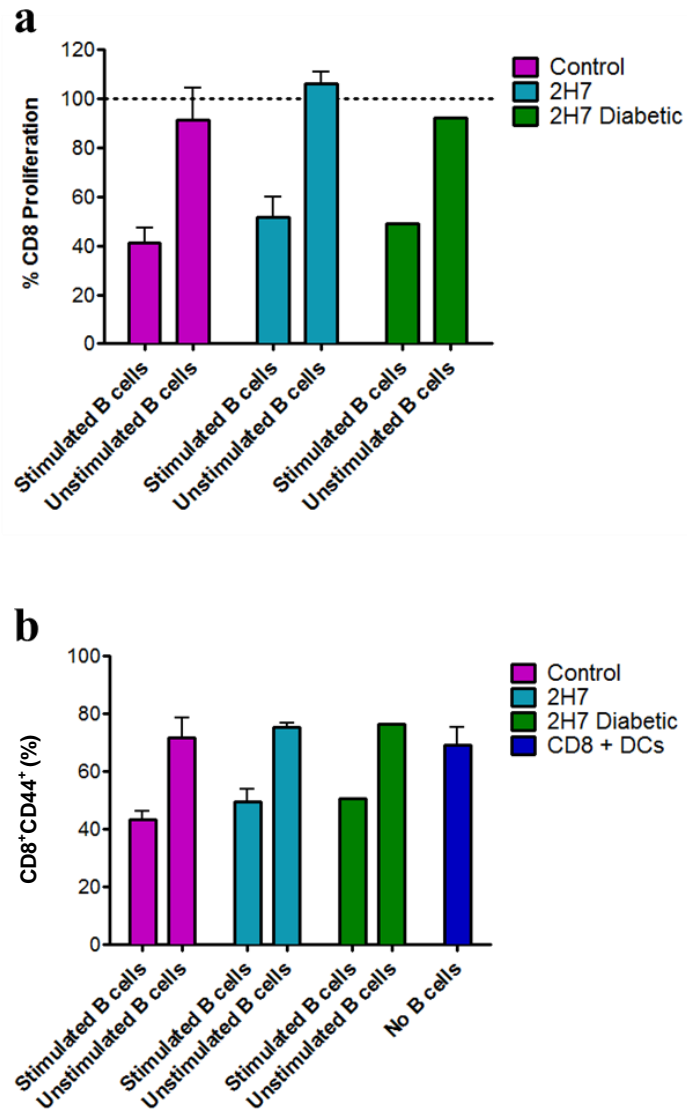 a
120
100
80
60
40
20
0
% CD8 Proliferation
Control
2H7
2H7 Diabetic
Stimulated B cells
Unstimulated B cells
Stimulated B cells
Unstimulated B cells
Stimulated B cells
Unstimulated B cells
b
100
80
60
40
20
0
CD8⁺CD44⁺ (%)
Control
2H7
2H7 Diabetic
CD8 + DCs
Stimulated B cells
Unstimulated B cells
Stimulated B cells
Unstimulated B cells
Stimulated B cells
Unstimulated B cells
No B cells